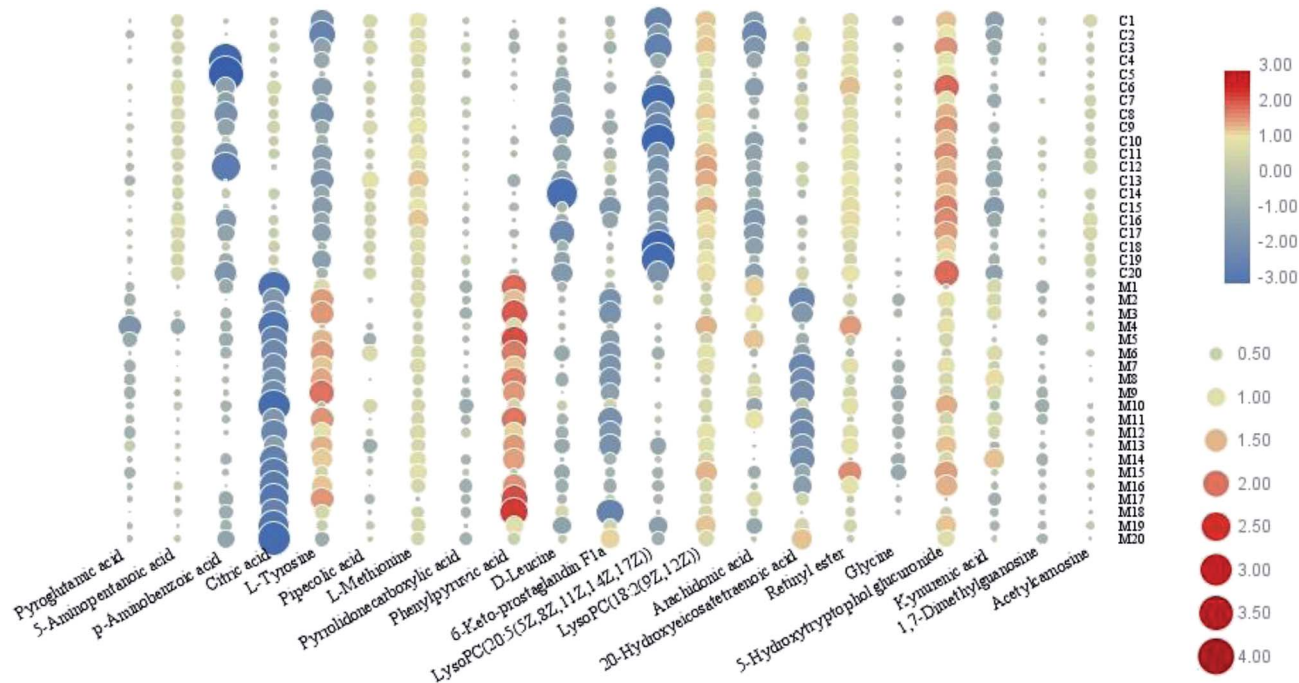 C1
C2
C3
C4
C5
C6
C7
C8
C9
C10
C11
C12
C13
C14
C15
C16
C17
C18
C19
C20
M1
M2
M3
M4
M5
M6
M7
M8
M9
M10
M11
M12
M13
M14
M15
M16
M17
M18
M19
M20
3.00
2.00
1.00
0.00
-1.00
-2.00
-3.00
0.50
1.00
1.50
2.00
2.50
3.00
3.50
4.00
Pyroglutamic acid
5-Aminopentanoic acid
p-Aminobenzoic acid
Citric acid
L-Tyrosine
Pipecolic acid
L-Methionine
Pyrrolidonecarboxylic acid
Phenylpyruvic acid
D-Leucine
6-Keto-prostaglandin F1a
LysoPC(20:5(5Z,8Z,11Z,14Z,17Z))
LysoPC(18:2(9Z,12Z))
Arachidonic acid
20-Hydroxyeicosatetraenoic acid
Retinyl ester
Glycine
5-Hydroxytryptophol glucuronide
Kynurenic acid
1,7-Dimethylguanosine
Acetylcarnosine